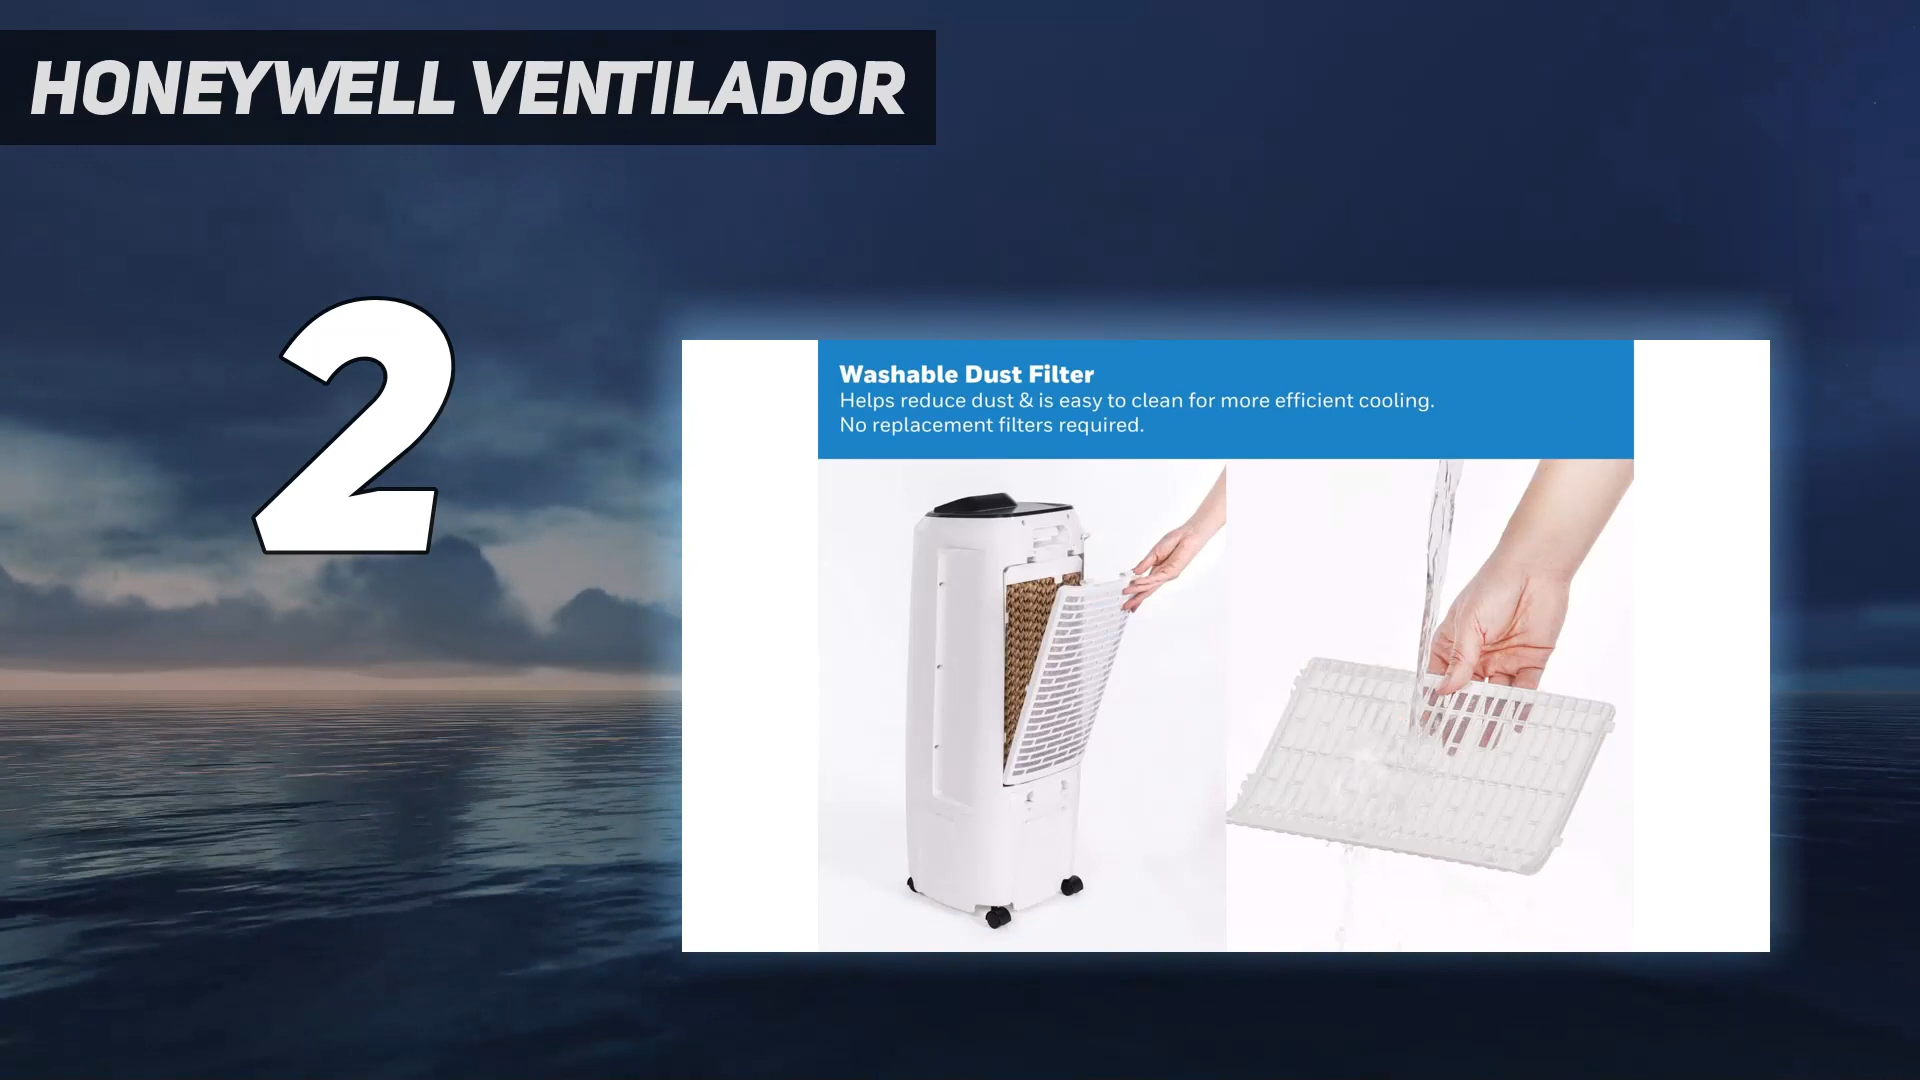 HONEYWELL VENTILADOR
2
Washable Dust Filter
Helps reduce dust & is easy to clean for more efficient cooling.
No replacement filters required.